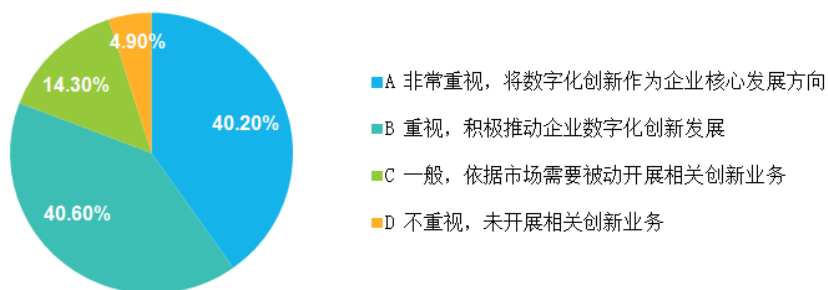 4.90%
14.30%
40.20%
40.60%
A 非常重视，将数字化创新作为企业核心发展方向
B 重视，积极推动企业数字化创新发展
C 一般，依据市场需要被动开展相关创新业务
D 不重视，未开展相关创新业务